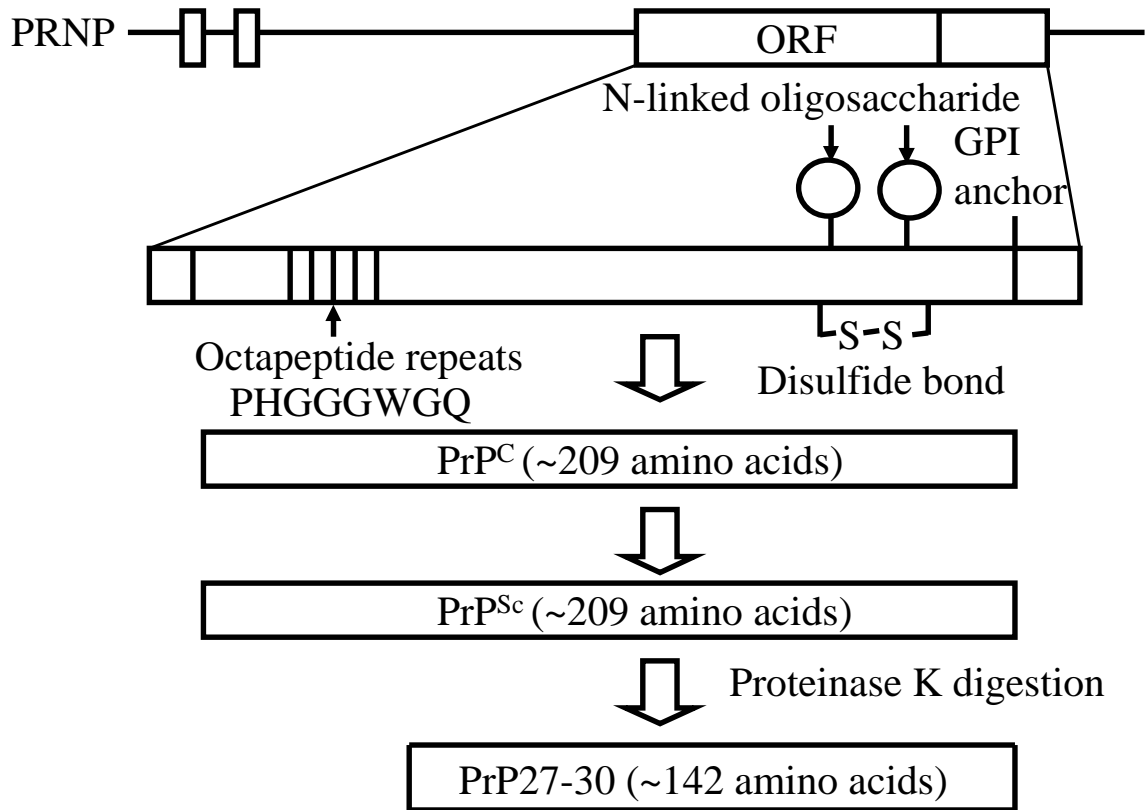 PRNP
ORF
N-linked oligosaccharide
GPI
anchor
S-S
Octapeptide repeats
PHGGGWGQ
Disulfide bond
PrPᶜ (~209 amino acids)
PrPˢᶜ (~209 amino acids)
Proteinase K digestion
PrP27-30 (~142 amino acids)